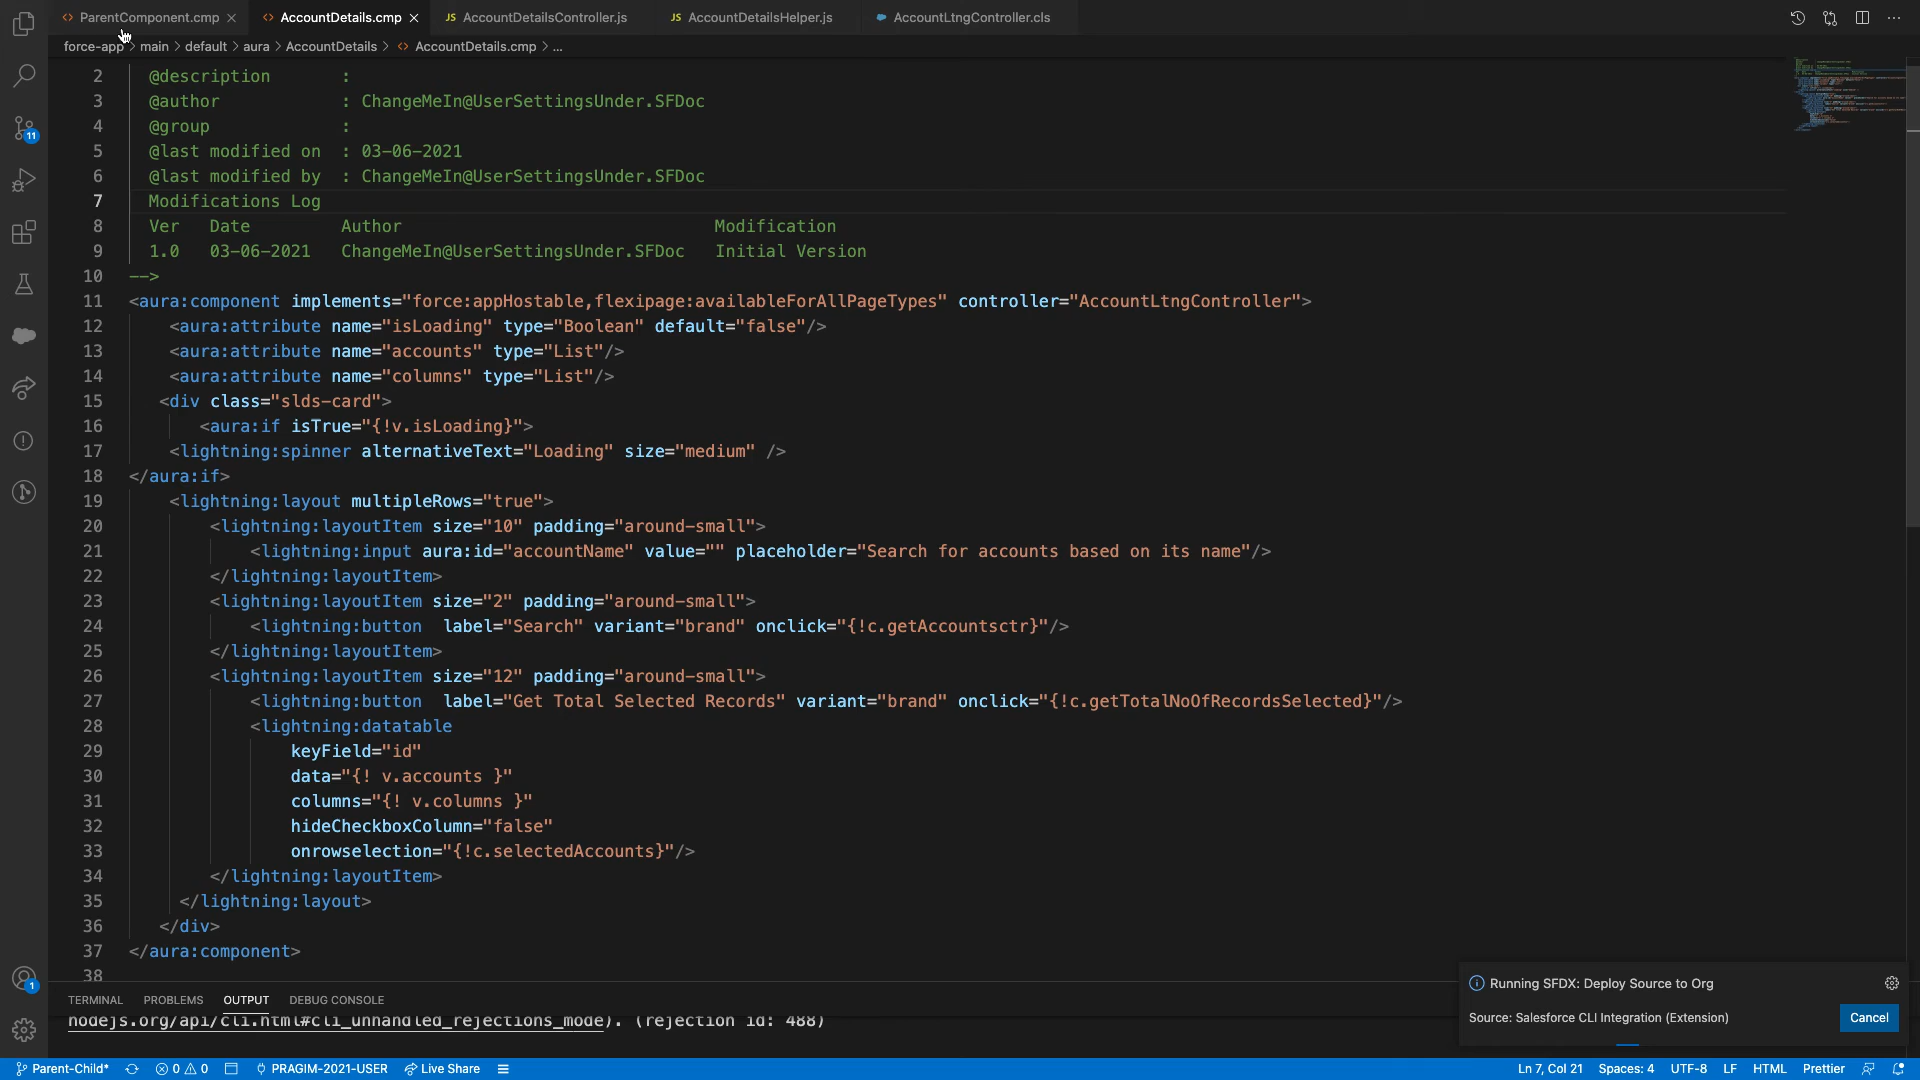 ParentComponent.cmp AccountDetails.cmp JS AccountDetailsController.js JS AccountDetailsHelper.js AccountLtngController.cls
force-app > main > default > aura > AccountDetails > AccountDetails.cmp > ...
2 @description :
3 @author : ChangeMeIn@UserSettingsUnder.SFDoc
4 @group :
5 @last modified on : 03-06-2021
6 @last modified by : ChangeMeIn@UserSettingsUnder.SFDoc
7 Modifications Log
8 Ver Date Author Modification
9 1.0 03-06-2021 ChangeMeIn@UserSettingsUnder.SFDoc Initial Version
10 -->
11 <aura:component implements="force:appHostable,flexipage:availableForAllPageTypes" controller="AccountLtngController">
12 <aura:attribute name="isLoading" type="Boolean" default="false"/>
13 <aura:attribute name="accounts" type="List"/>
14 <aura:attribute name="columns" type="List"/>
15 <div class="slds-card">
16 <aura:if isTrue="{!v.isLoading}">
17 <lightning:spinner alternativeText="Loading" size="medium" />
18 </aura:if>
19 <lightning:layout multipleRows="true">
20 <lightning:layoutItem size="10" padding="around-small">
21 <lightning:input aura:id="accountName" value="" placeholder="Search for accounts based on its name"/>
22 </lightning:layoutItem>
23 <lightning:layoutItem size="2" padding="around-small">
24 <lightning:button label="Search" variant="brand" onclick="{!c.getAccountsctr}"/>
25 </lightning:layoutItem>
26 <lightning:layoutItem size="12" padding="around-small">
27 <lightning:button label="Get Total Selected Records" variant="brand" onclick="{!c.getTotalNoOfRecordsSelected}"/>
28 <lightning:datatable
29 keyField="id"
30 data="{! v.accounts }"
31 columns="{! v.columns }"
32 hideCheckboxColumn="false"
33 onrowselection="{!c.selectedAccounts}"/>
34 </lightning:layoutItem>
35 </lightning:layout>
36 </div>
37 </aura:component>
38
11
1
TERMINAL PROBLEMS OUTPUT DEBUG CONSOLE
nodejs.org/api/cli.html#cli_unhandled_rejections_mode). (rejection id: 488)
Running SFDX: Deploy Source to Org
Source: Salesforce CLI Integration (Extension) Cancel
Parent-Child* 0 0 PRAGIM-2021-USER Live Share Ln 7, Col 21 Spaces: 4 UTF-8 LF HTML Prettier